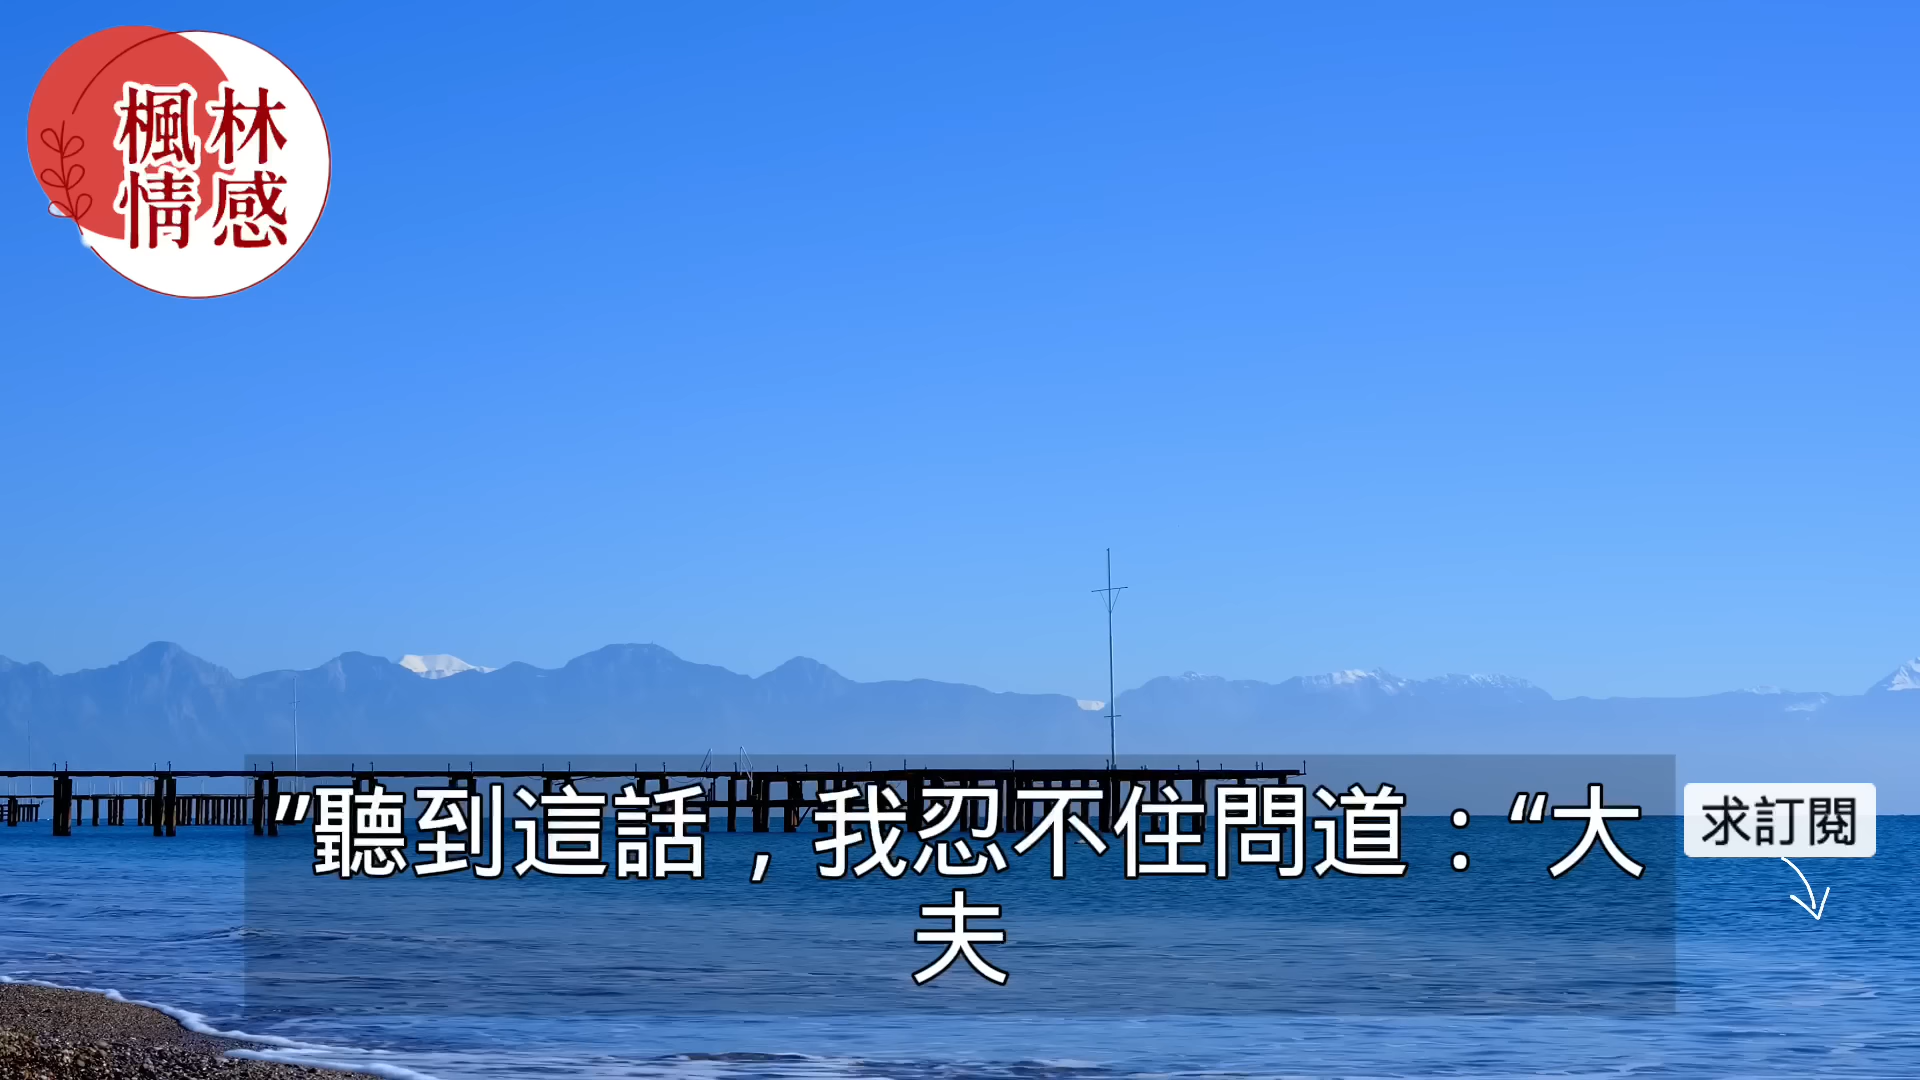 楓林
情感
”聽到這話，我忍不住問道：“大
夫
求訂閱